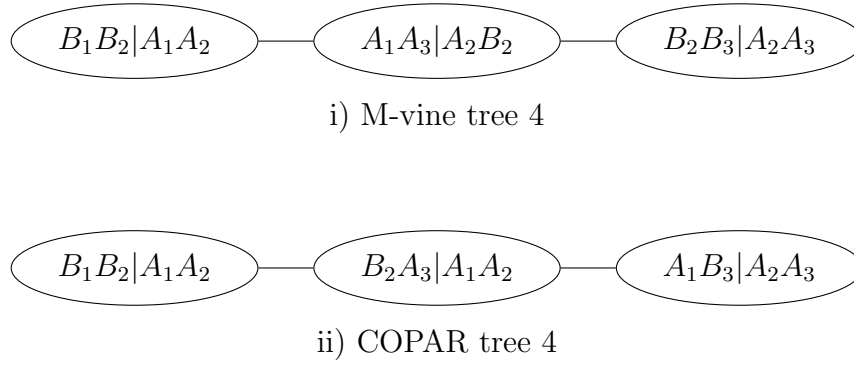 B₁B₂|A₁A₂ A₁A₃|A₂B₂ B₂B₃|A₂A₃
i) M-vine tree 4
B₁B₂|A₁A₂ B₂A₃|A₁A₂ A₁B₃|A₂A₃
ii) COPAR tree 4